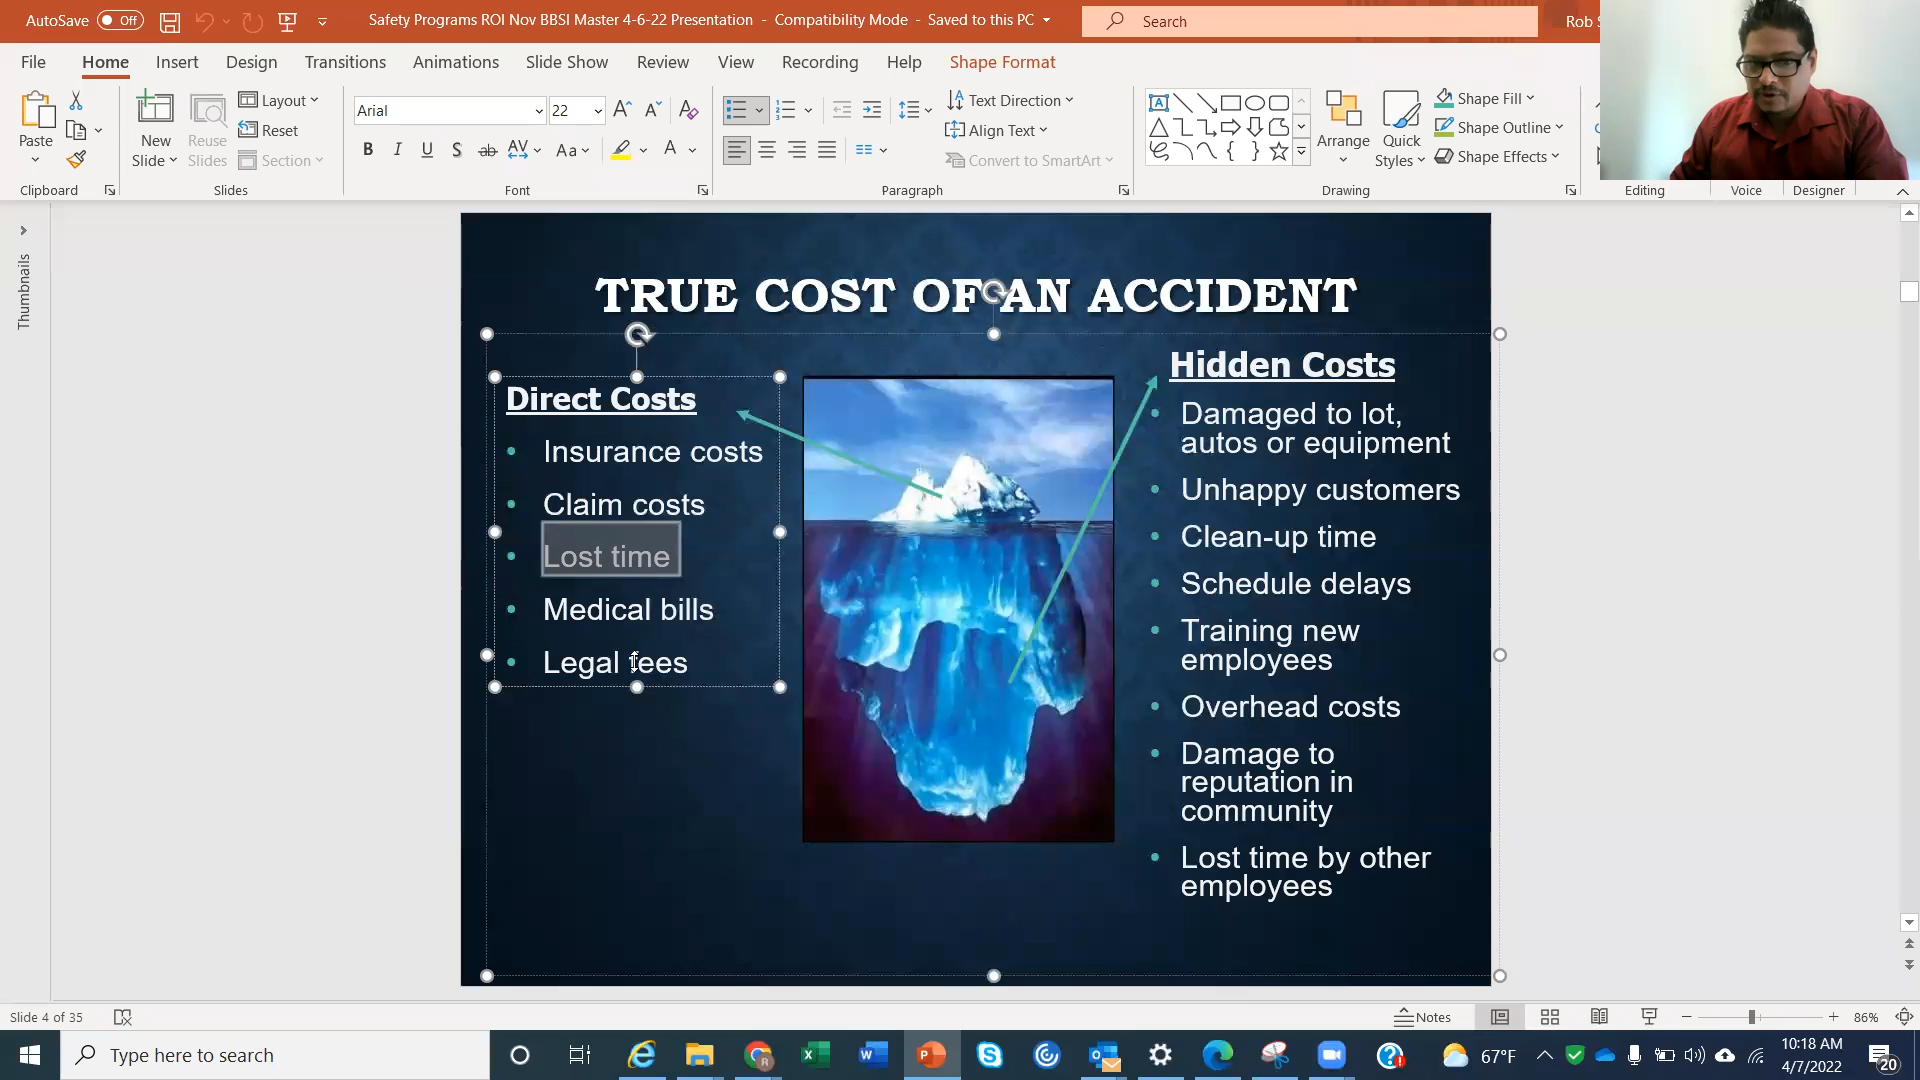 AutoSave Off
Safety Programs ROI Nov BBSI Master 4-6-22 Presentation - Compatibility Mode - Saved to this PC
Search
Rob
File Home Insert Design Transitions Animations Slide Show Review View Recording Help Shape Format
Paste
Clipboard
New Slide
Reuse Slides
Layout
Reset
Section
Slides
Arial 22
B I U S ab AV Aa A
Font
Text Direction
Align Text
Convert to SmartArt
Paragraph
Arrange
Quick Styles
Shape Fill
Shape Outline
Shape Effects
Drawing
Editing
Voice
Designer
Thumbnails
TRUE COST OF AN ACCIDENT
Direct Costs
• Insurance costs
• Claim costs
• Lost time
• Medical bills
• Legal fees
Hidden Costs
• Damaged to lot,
autos or equipment
• Unhappy customers
• Clean-up time
• Schedule delays
• Training new
employees
• Overhead costs
• Damage to
reputation in
community
• Lost time by other
employees
Slide 4 of 35
Notes
86%
Type here to search
67°F
10:18 AM
4/7/2022
20